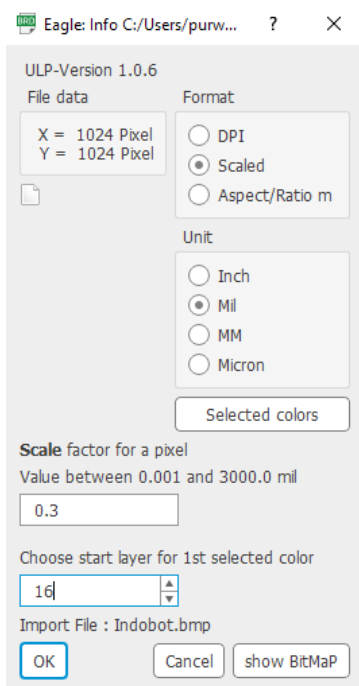 BRD
Eagle: Info C:/Users/purw... ? ×
ULP-Version 1.0.6
File data
X = 1024 Pixel
Y = 1024 Pixel
Format
DPI
Scaled
Aspect/Ratio m
Unit
Inch
Mil
MM
Micron
Selected colors
Scale factor for a pixel
Value between 0.001 and 3000.0 mil
0.3
Choose start layer for 1st selected color
16
Import File : Indobot.bmp
OK Cancel show BitMaP